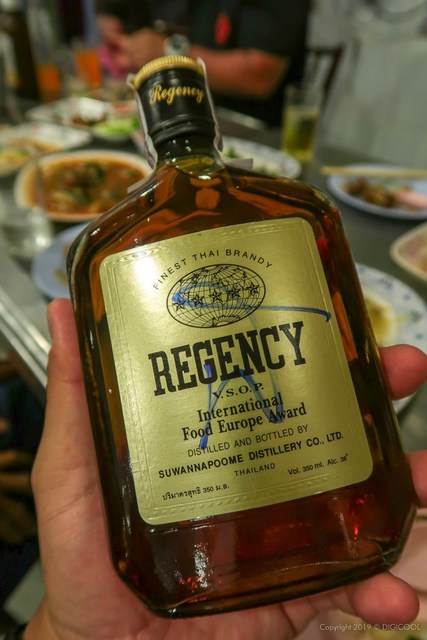 Regency
FINEST THAI BRANDY
REGENCY
V.S.O.P.
International
Food Europe Award
DISTILLED AND BOTTLED BY
SUWANNAPOOME DISTILLERY CO., LTD.
THAILAND
ปริมาตรสุทธิ 350 ม.ล. Vol. 350 ml. Alc. 38°
Copyright 2019 © DIGICOOL